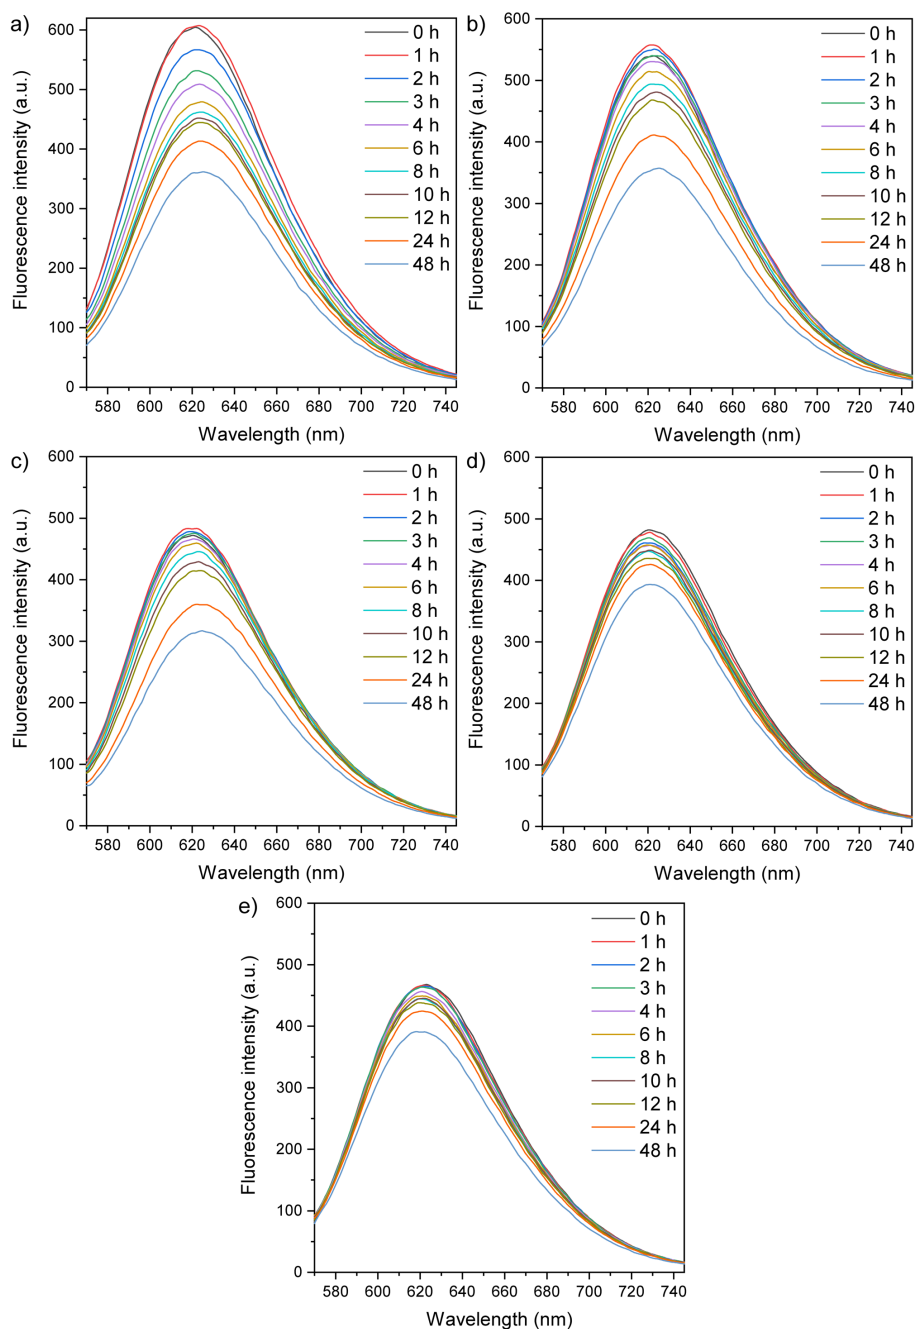 a)
Fluorescence intensity (a.u.)
600
500
400
300
200
100
0
580 600 620 640 660 680 700 720 740
Wavelength (nm)
0 h
1 h
2 h
3 h
4 h
6 h
8 h
10 h
12 h
24 h
48 h
b)
Fluorescence intensity (a.u.)
600
500
400
300
200
100
0
580 600 620 640 660 680 700 720 740
Wavelength (nm)
0 h
1 h
2 h
3 h
4 h
6 h
8 h
10 h
12 h
24 h
48 h
c)
Fluorescence intensity (a.u.)
600
500
400
300
200
100
0
580 600 620 640 660 680 700 720 740
Wavelength (nm)
0 h
1 h
2 h
3 h
4 h
6 h
8 h
10 h
12 h
24 h
48 h
d)
Fluorescence intensity (a.u.)
600
500
400
300
200
100
0
580 600 620 640 660 680 700 720 740
Wavelength (nm)
0 h
1 h
2 h
3 h
4 h
6 h
8 h
10 h
12 h
24 h
48 h
e)
Fluorescence intensity (a.u.)
600
500
400
300
200
100
0
580 600 620 640 660 680 700 720 740
Wavelength (nm)
0 h
1 h
2 h
3 h
4 h
6 h
8 h
10 h
12 h
24 h
48 h